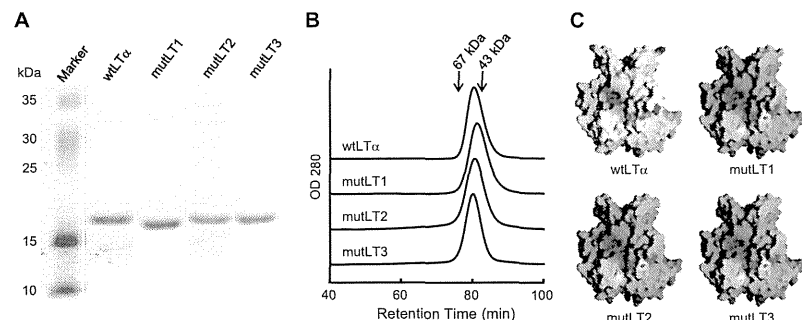 A
Marker
wtLTα
mutLT1
mutLT2
mutLT3
kDa
35
30
25
15
10
B
67 kDa
43 kDa
wtLTα
mutLT1
mutLT2
mutLT3
OD 280
40
60
80
100
Retention Time (min)
C
wtLTα
mutLT1
mutLT2
mutLT3